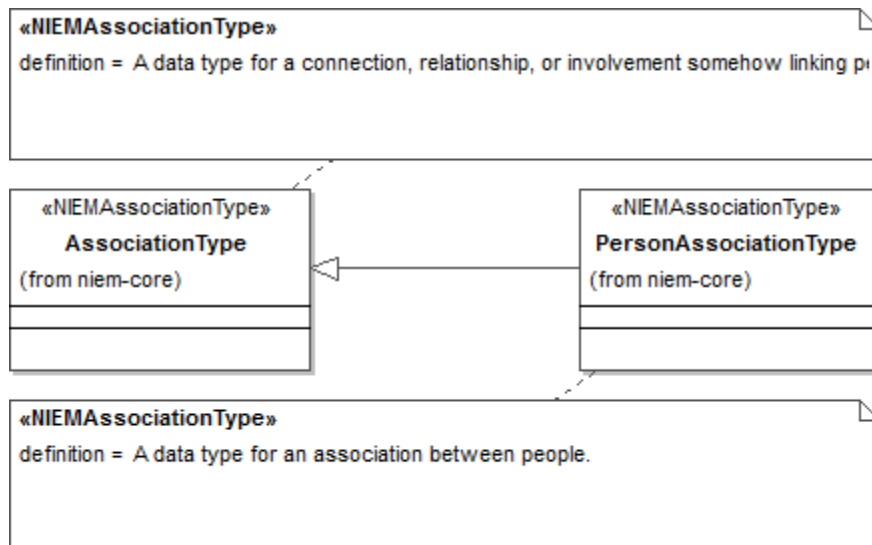 «NIEMAssociationType»
definition = A data type for a connection, relationship, or involvement somehow linking
«NIEMAssociationType»
AssociationType
(from niem-core)
«NIEMAssociationType»
PersonAssociationType
(from niem-core)
«NIEMAssociationType»
definition = A data type for an association between people.